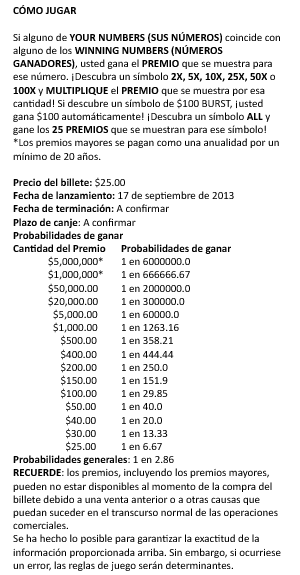 CÓMO JUGAR
Si alguno de YOUR NUMBERS (SUS NÚMEROS) coincide con
alguno de los WINNING NUMBERS (NÚMEROS
GANADORES), usted gana el PREMIO que se muestra para
ese número. ¡Descubra un símbolo 2X, 5X, 10X, 25X, 50X o
100X y MULTIPLIQUE el PREMIO que se muestra por esa
cantidad! Si descubre un símbolo de $100 BURST, ¡usted
gana $100 automáticamente! ¡Descubra un símbolo ALL y
gane los 25 PREMIOS que se muestran para ese símbolo!
*Los premios mayores se pagan como una anualidad por un
mínimo de 20 años.
Precio del billete: $25.00
Fecha de lanzamiento: 17 de septiembre de 2013
Fecha de terminación: A confirmar
Plazo de canje: A confirmar
Probabilidades de ganar
Cantidad del Premio Probabilidades de ganar
$5,000,000* 1 en 6000000.0
$1,000,000* 1 en 666666.67
$50,000.00 1 en 2000000.0
$20,000.00 1 en 300000.0
$5,000.00 1 en 60000.0
$1,000.00 1 en 1263.16
$500.00 1 en 358.21
$400.00 1 en 444.44
$200.00 1 en 250.0
$150.00 1 en 151.9
$100.00 1 en 29.85
$50.00 1 en 40.0
$40.00 1 en 20.0
$30.00 1 en 13.33
$25.00 1 en 6.67
Probabilidades generales: 1 en 2.86
RECUERDE: los premios, incluyendo los premios mayores,
pueden no estar disponibles al momento de la compra del
billete debido a una venta anterior o a otras causas que
puedan suceder en el transcurso normal de las operaciones
comerciales.
Se ha hecho lo posible para garantizar la exactitud de la
información proporcionada arriba. Sin embargo, si ocurriese
un error, las reglas de juego serán determinantes.